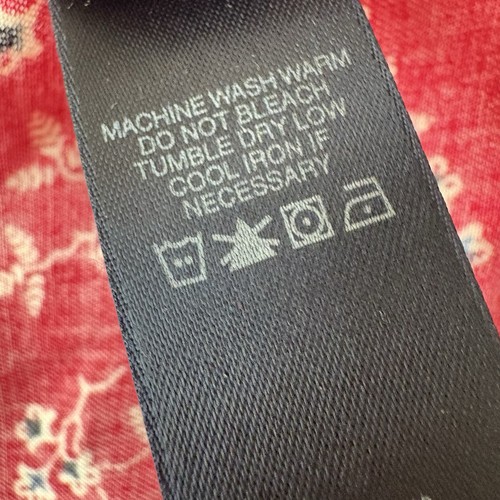 MACHINE WASH WARM
DO NOT BLEACH
TUMBLE DRY LOW
COOL IRON IF
NECESSARY